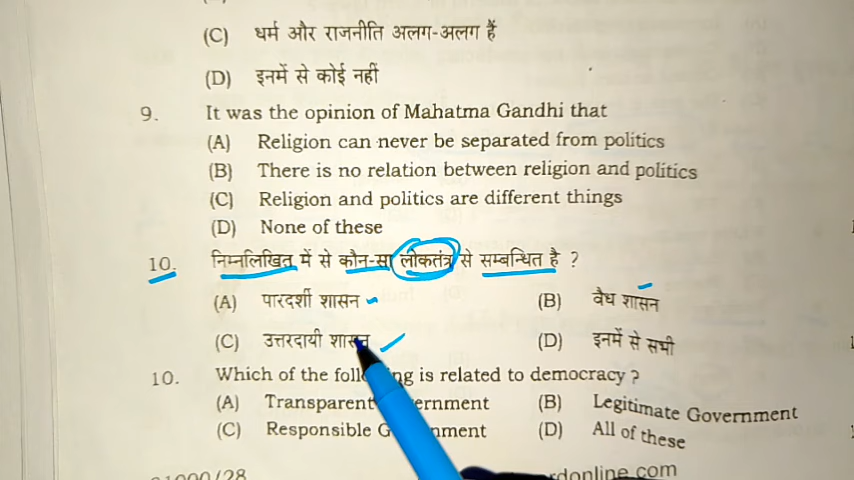 (C) धर्म और राजनीति अलग-अलग हैं
(D) इनमें से कोई नहीं
9. It was the opinion of Mahatma Gandhi that
(A) Religion can never be separated from politics
(B) There is no relation between religion and politics
(C) Religion and politics are different things
(D) None of these
10. निम्नलिखित में से कौन-सा लोकतंत्र से सम्बन्धित है ?
(A) पारदर्शी शासन (B) वैध शासन
(C) उत्तरदायी शासन (D) इनमें से सभी
10. Which of the following is related to democracy ?
(A) Transparent (B) Legitimate Government
(C) Responsible (D) All of these